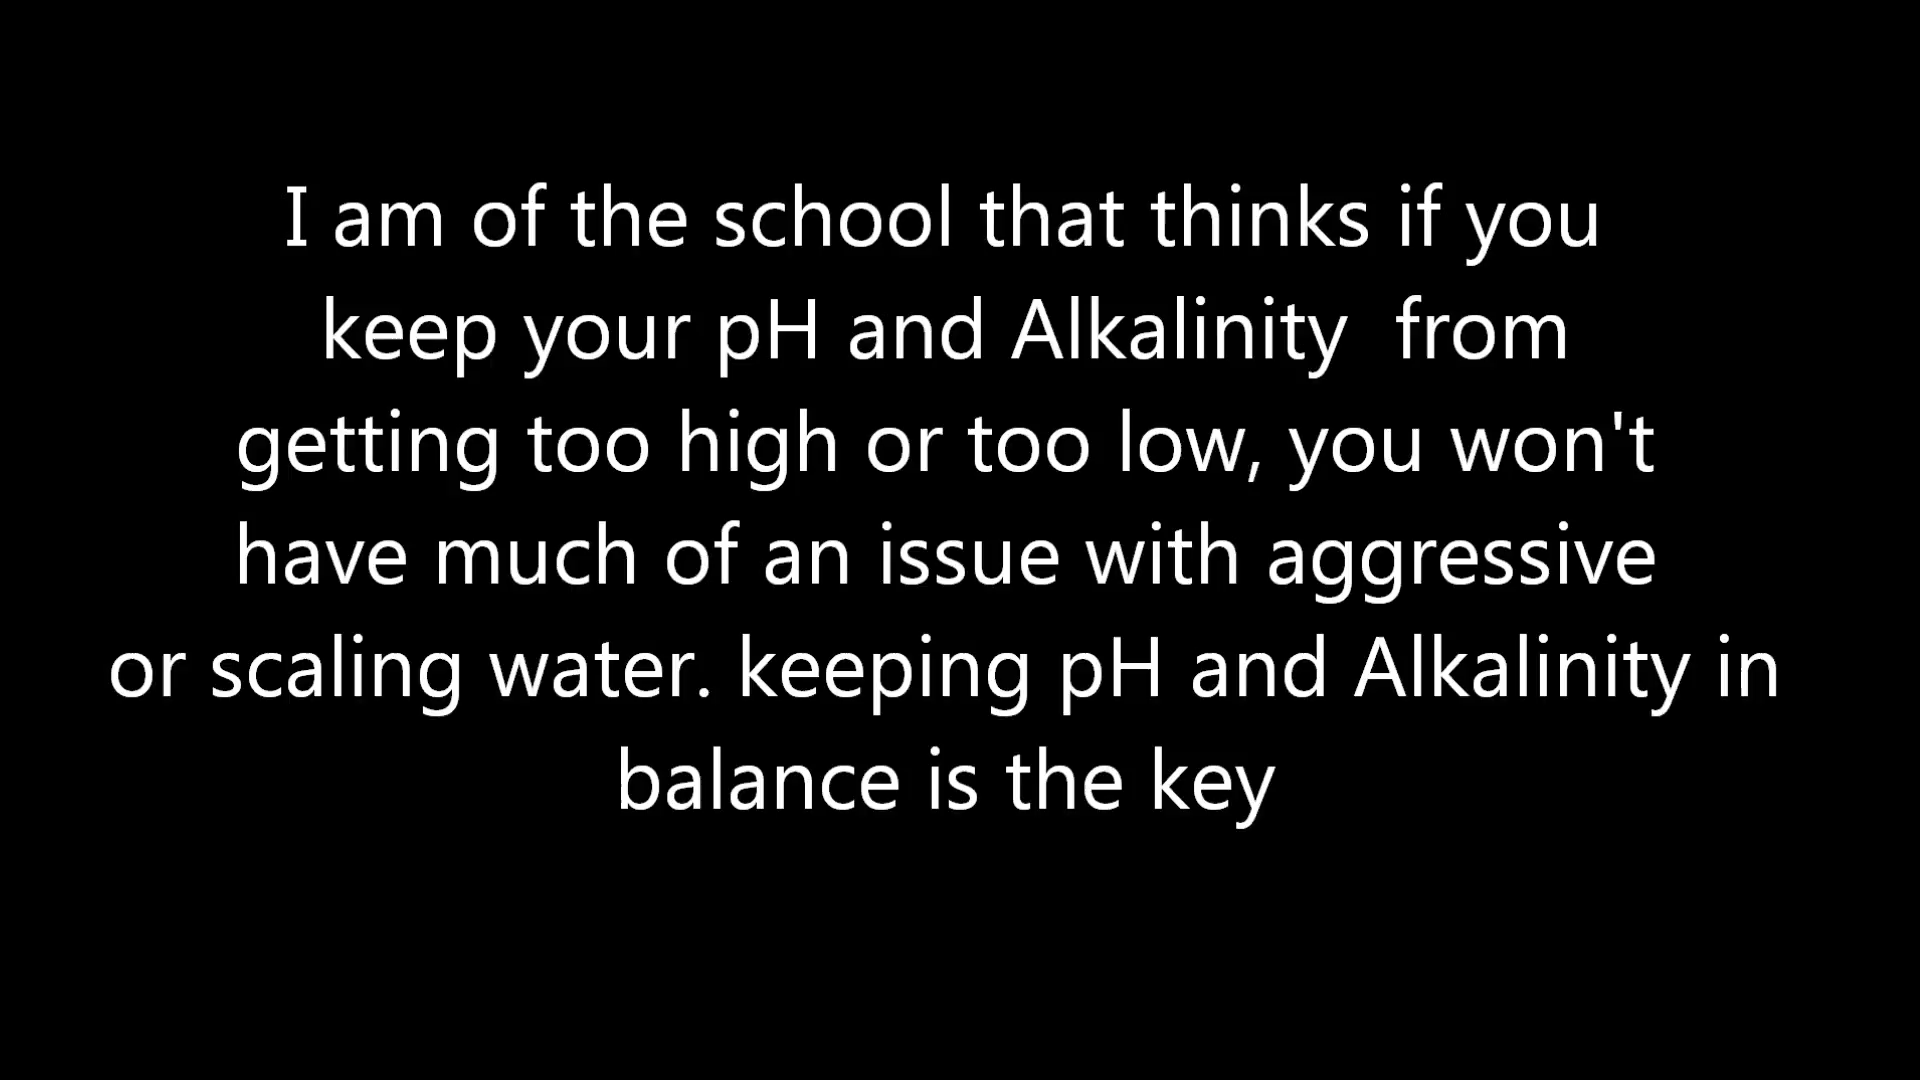 I am of the school that thinks if you
keep your pH and Alkalinity  from
getting too high or too low, you won't
have much of an issue with aggressive
or scaling water. keeping pH and Alkalinity in
balance is the key